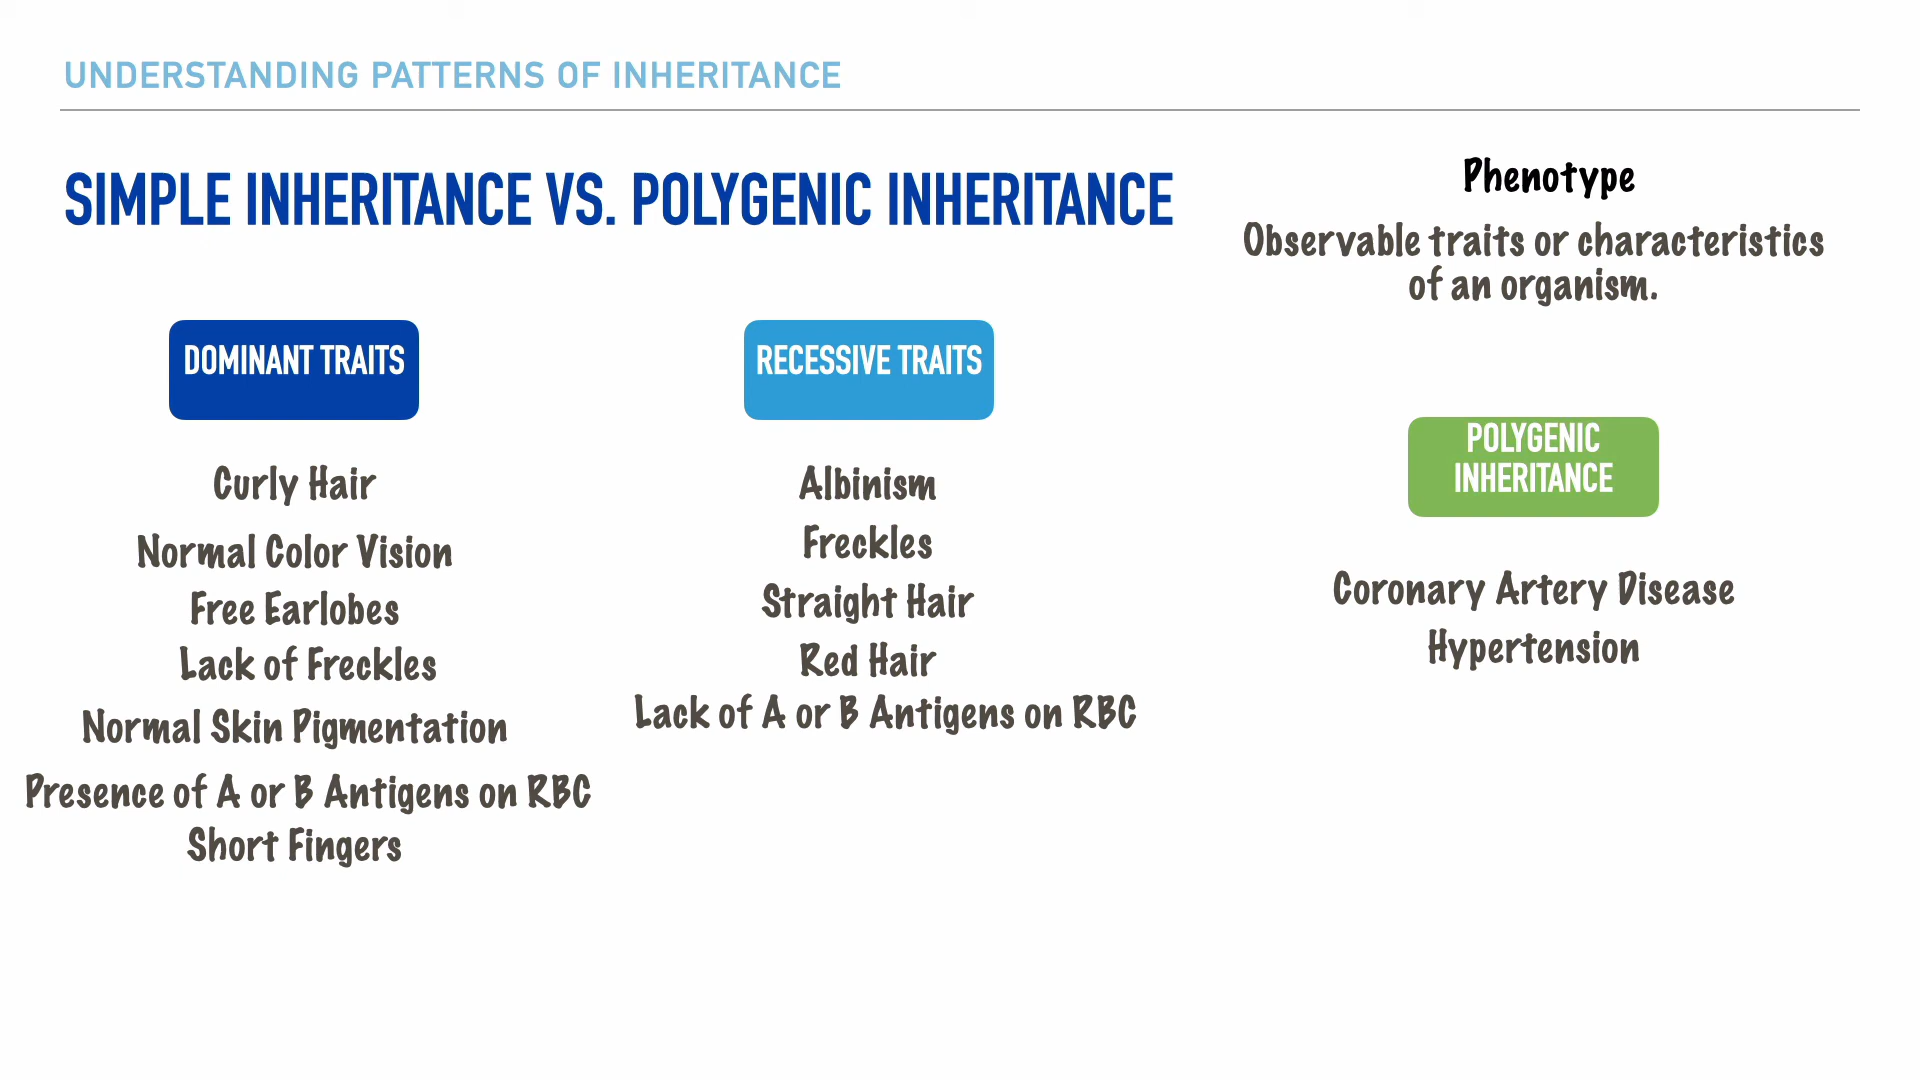 UNDERSTANDING PATTERNS OF INHERITANCE
SIMPLE INHERITANCE VS. POLYGENIC INHERITANCE
Phenotype
Observable traits or characteristics
of an organism.
DOMINANT TRAITS
Curly Hair
Normal Color Vision
Free Earlobes
Lack of Freckles
Normal Skin Pigmentation
Presence of A or B Antigens on RBC
Short Fingers
RECESSIVE TRAITS
Albinism
Freckles
Straight Hair
Red Hair
Lack of A or B Antigens on RBC
POLYGENIC
INHERITANCE
Coronary Artery Disease
Hypertension